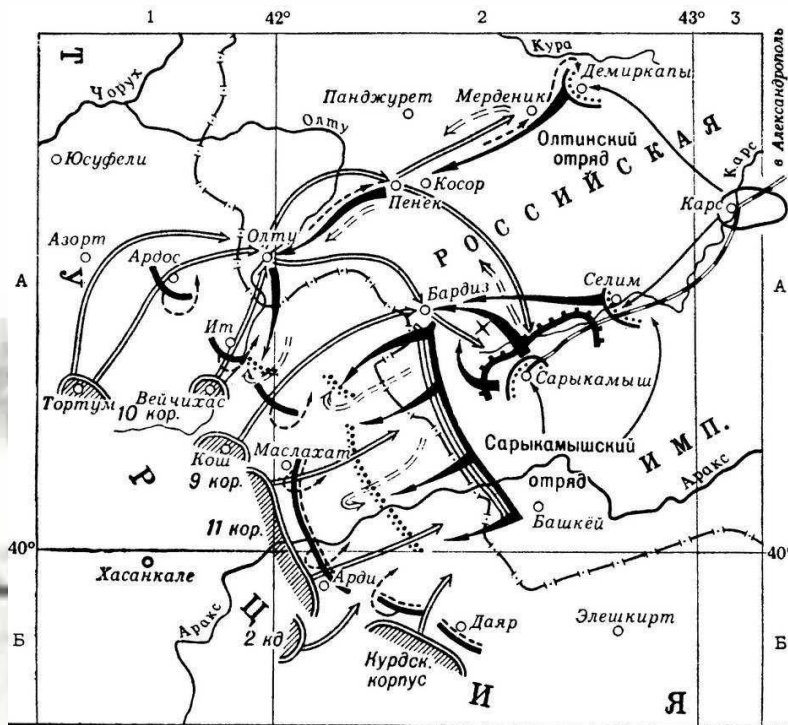 1
42°
2
43°
3
Т
У
Р
Ц
И
Я
РОССИЙСКАЯ
ИМП.
Чорух
Олту
Кура
Демиркапы
Панджурет
Мерденик
Олтинский
отряд
Юсуфели
Косор
Пенек
Карс
Карс
в Александрополь
Азорт
Ардос
Олту
А
А
Бардиз
Селим
Ит
Сарыкамыш
Тортум
10 кор.
Вейчихас
Кош
9 кор.
Маслахат
Сарыкамышский
отряд
Аракс
11 кор.
Башкёй
40°
40°
Хасанкале
Арди
Аракс
2 кд
Даяр
Элешкирт
Б
Б
Курдск.
корпус